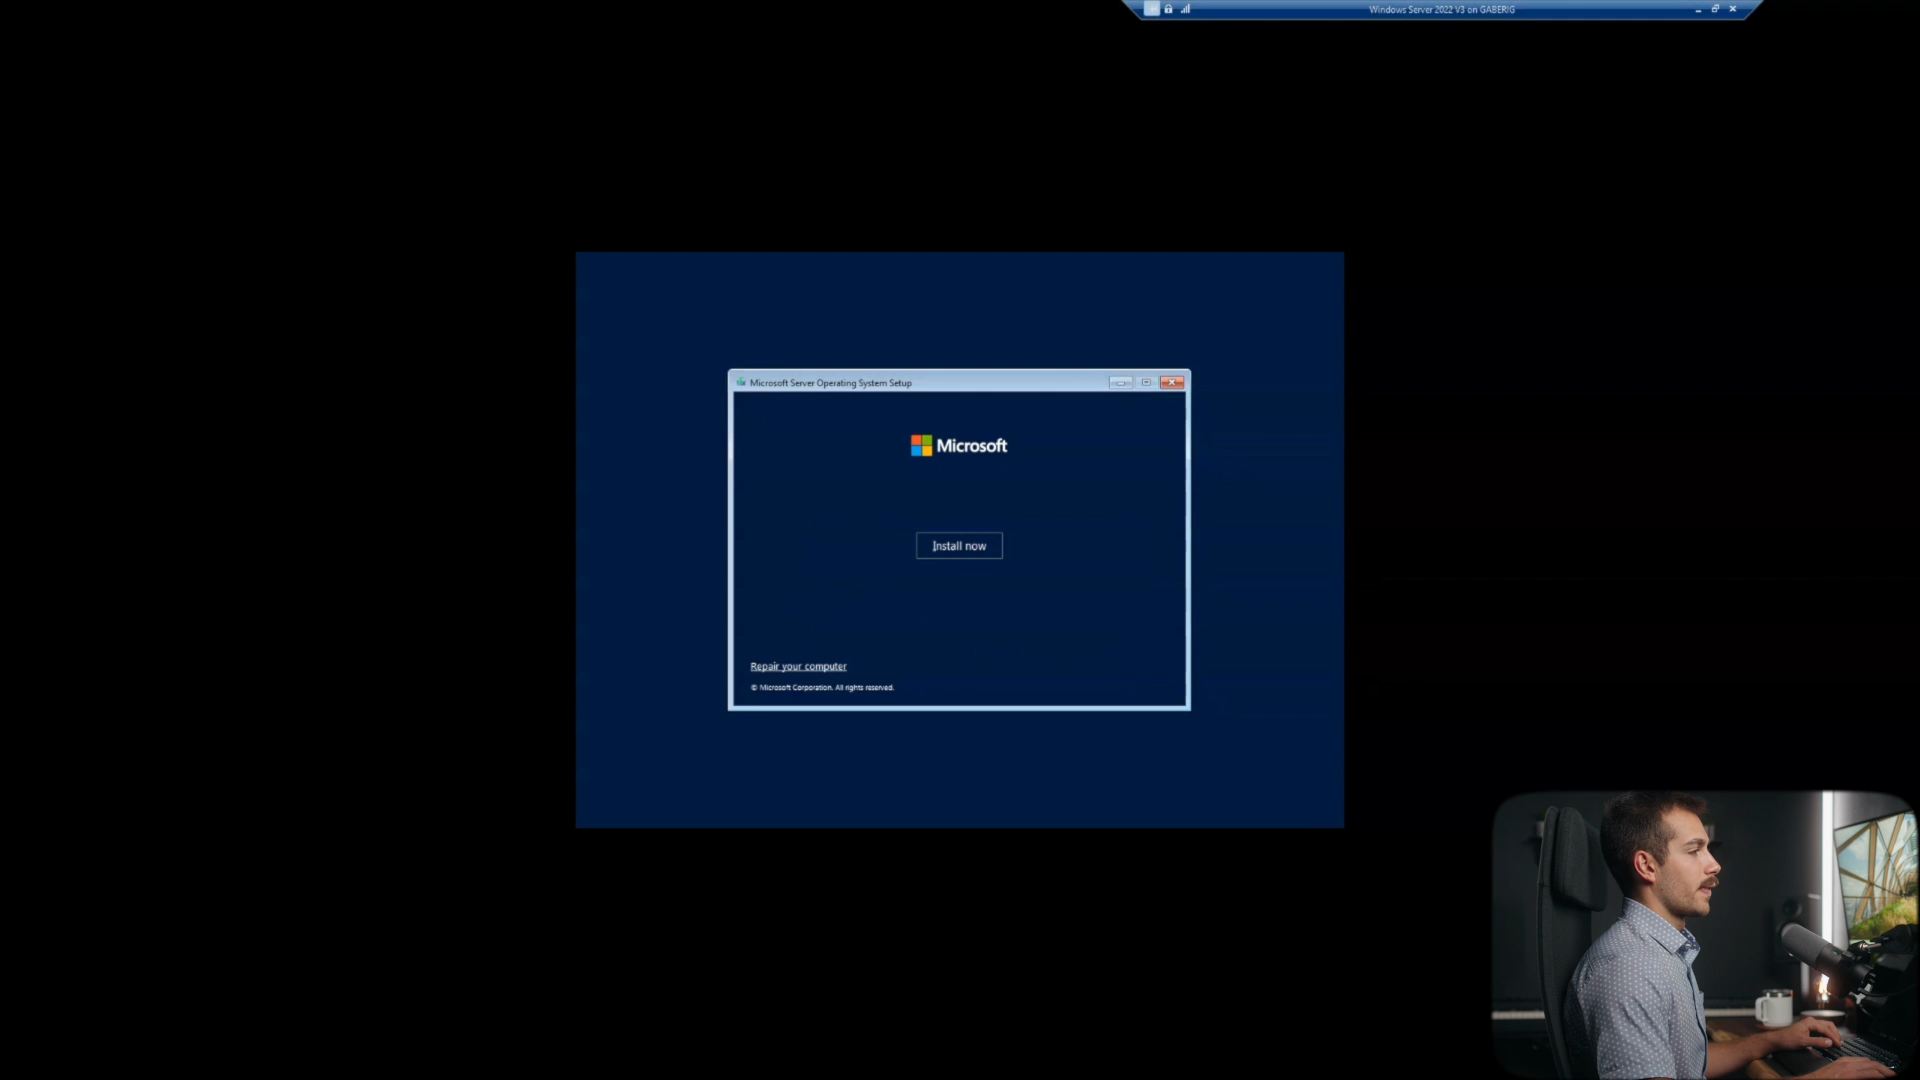 Windows Server 2022 V3 on GABERIG
Microsoft Server Operating System Setup
Microsoft
Install now
Repair your computer
© Microsoft Corporation. All rights reserved.